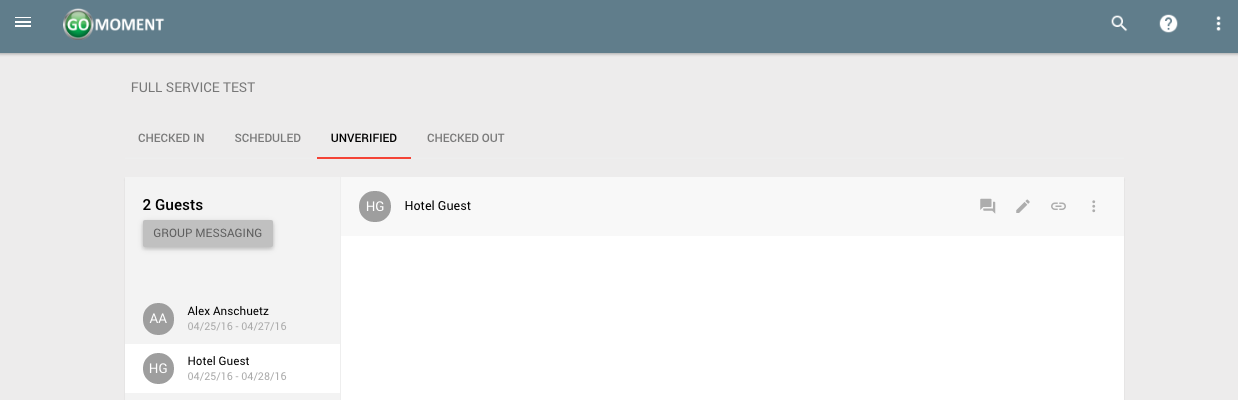 GO MOMENT
FULL SERVICE TEST
CHECKED IN SCHEDULED UNVERIFIED CHECKED OUT
2 Guests
GROUP MESSAGING
HG Hotel Guest
AA Alex Anschuetz
04/25/16 - 04/27/16
HG Hotel Guest
04/25/16 - 04/28/16